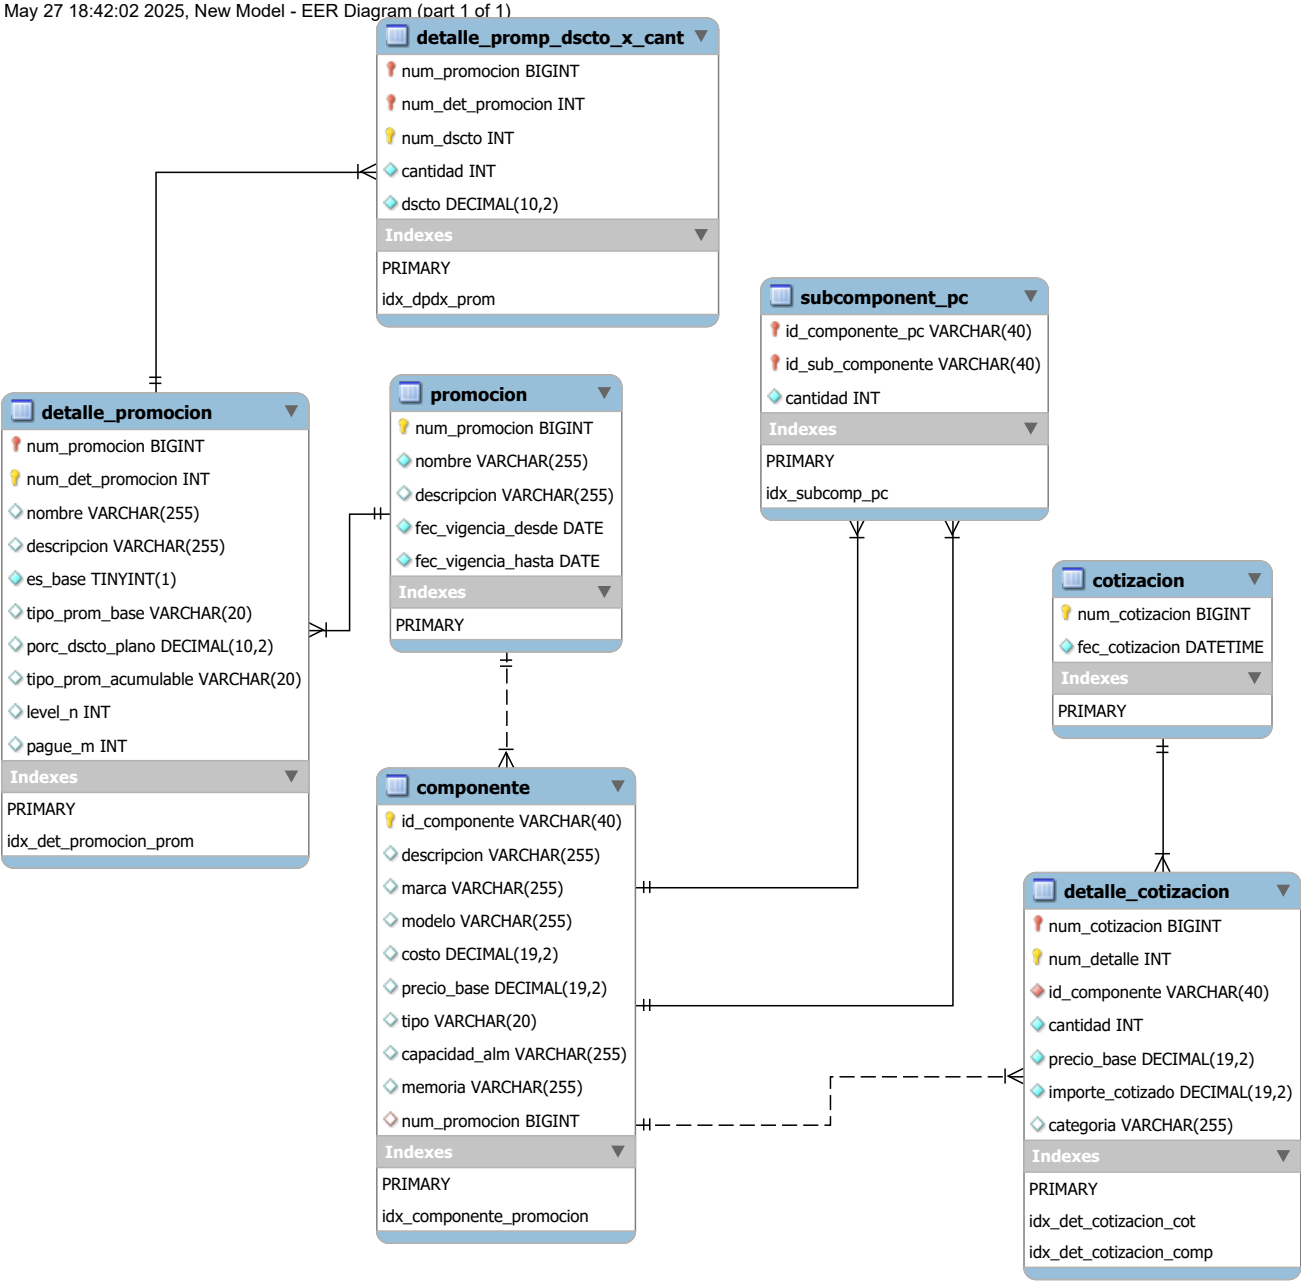 May 27 18:42:02 2025, New Model - EER Diagram (part 1 of 1)
detalle_promp_dscto_x_cant
num_promocion BIGINT
num_det_promocion INT
num_dscto INT
cantidad INT
dscto DECIMAL(10,2)
Indexes
PRIMARY
idx_dpdx_prom
subcomponent_pc
id_componente_pc VARCHAR(40)
id_sub_componente VARCHAR(40)
cantidad INT
Indexes
PRIMARY
idx_subcomp_pc
detalle_promocion
num_promocion BIGINT
num_det_promocion INT
nombre VARCHAR(255)
descripcion VARCHAR(255)
es_base TINYINT(1)
tipo_prom_base VARCHAR(20)
porc_dscto_plano DECIMAL(10,2)
tipo_prom_acumulable VARCHAR(20)
level_n INT
pague_m INT
Indexes
PRIMARY
idx_det_promocion_prom
promocion
num_promocion BIGINT
nombre VARCHAR(255)
descripcion VARCHAR(255)
fec_vigencia_desde DATE
fec_vigencia_hasta DATE
Indexes
PRIMARY
cotizacion
num_cotizacion BIGINT
fec_cotizacion DATETIME
Indexes
PRIMARY
componente
id_componente VARCHAR(40)
descripcion VARCHAR(255)
marca VARCHAR(255)
modelo VARCHAR(255)
costo DECIMAL(19,2)
precio_base DECIMAL(19,2)
tipo VARCHAR(20)
capacidad_alm VARCHAR(255)
memoria VARCHAR(255)
num_promocion BIGINT
Indexes
PRIMARY
idx_componente_promocion
detalle_cotizacion
num_cotizacion BIGINT
num_detalle INT
id_componente VARCHAR(40)
cantidad INT
precio_base DECIMAL(19,2)
importe_cotizado DECIMAL(19,2)
categoria VARCHAR(255)
Indexes
PRIMARY
idx_det_cotizacion_cot
idx_det_cotizacion_comp